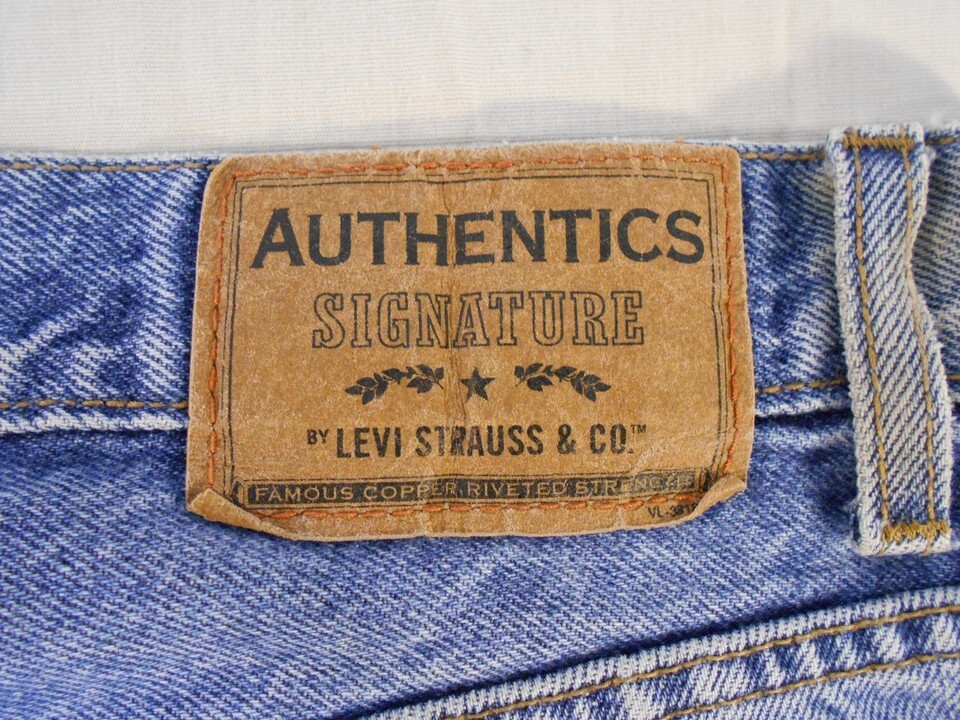 AUTHENTICS
SIGNATURE
BY LEVI STRAUSS & CO.™
FAMOUS COPPER RIVETED STRENGTH